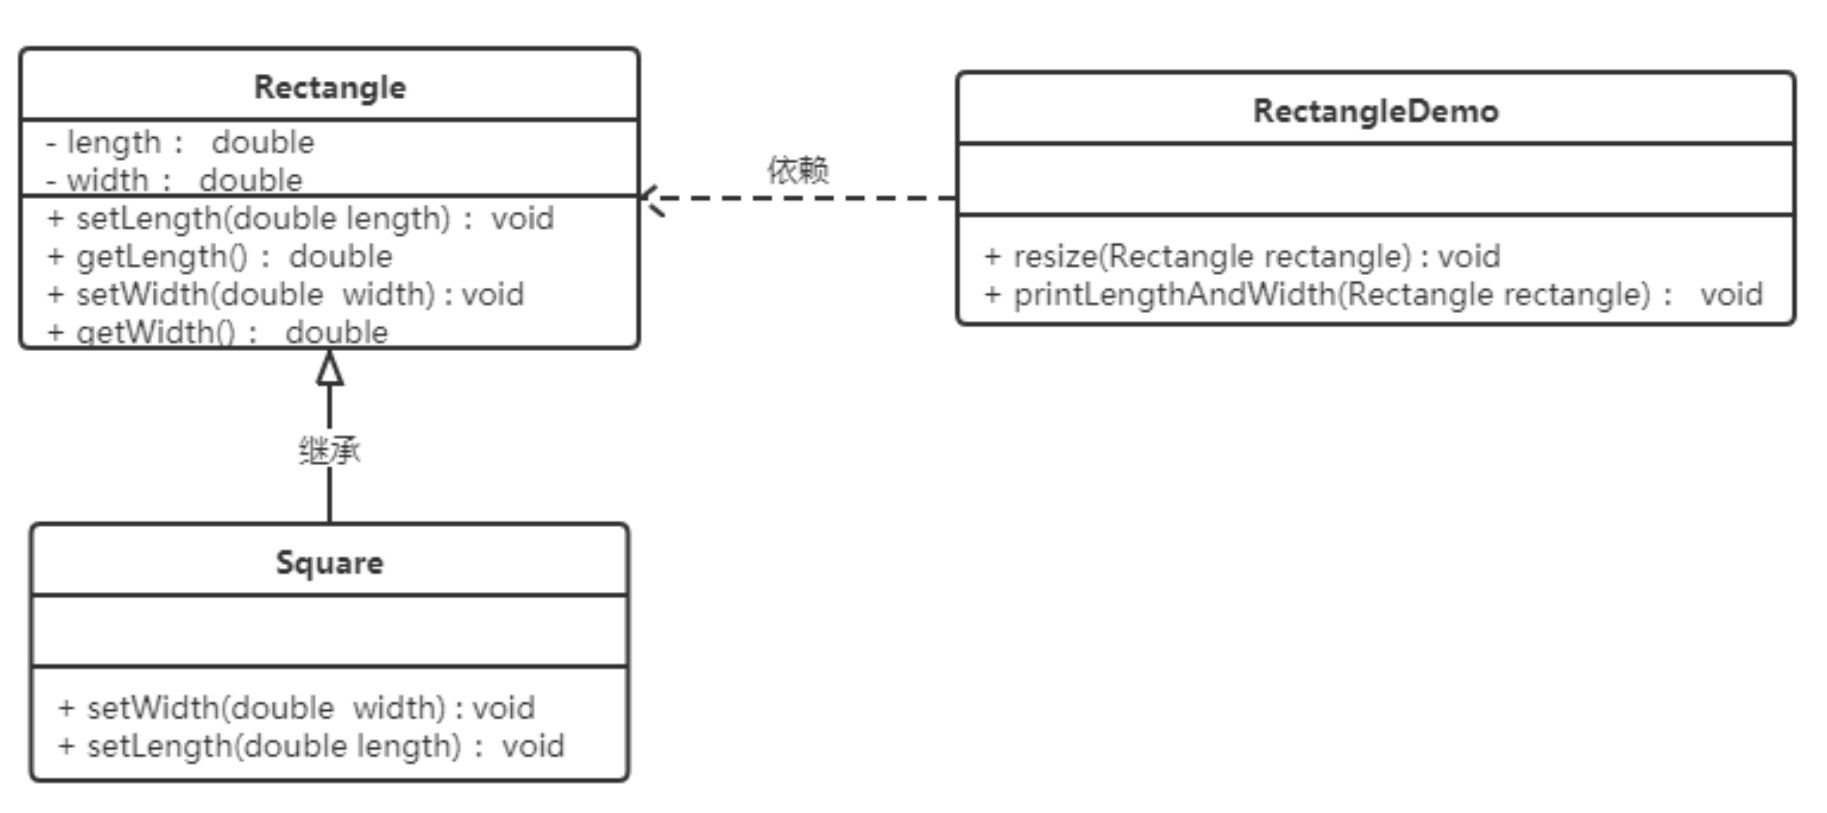 Rectangle
- length： double
- width： double
+ setLength(double length)： void
+ getLength()： double
+ setWidth(double  width) : void
+ getWidth()： double
依赖
RectangleDemo
+ resize(Rectangle rectangle) : void
+ printLengthAndWidth(Rectangle rectangle)： void
继承
Square
+ setWidth(double  width) : void
+ setLength(double length)： void